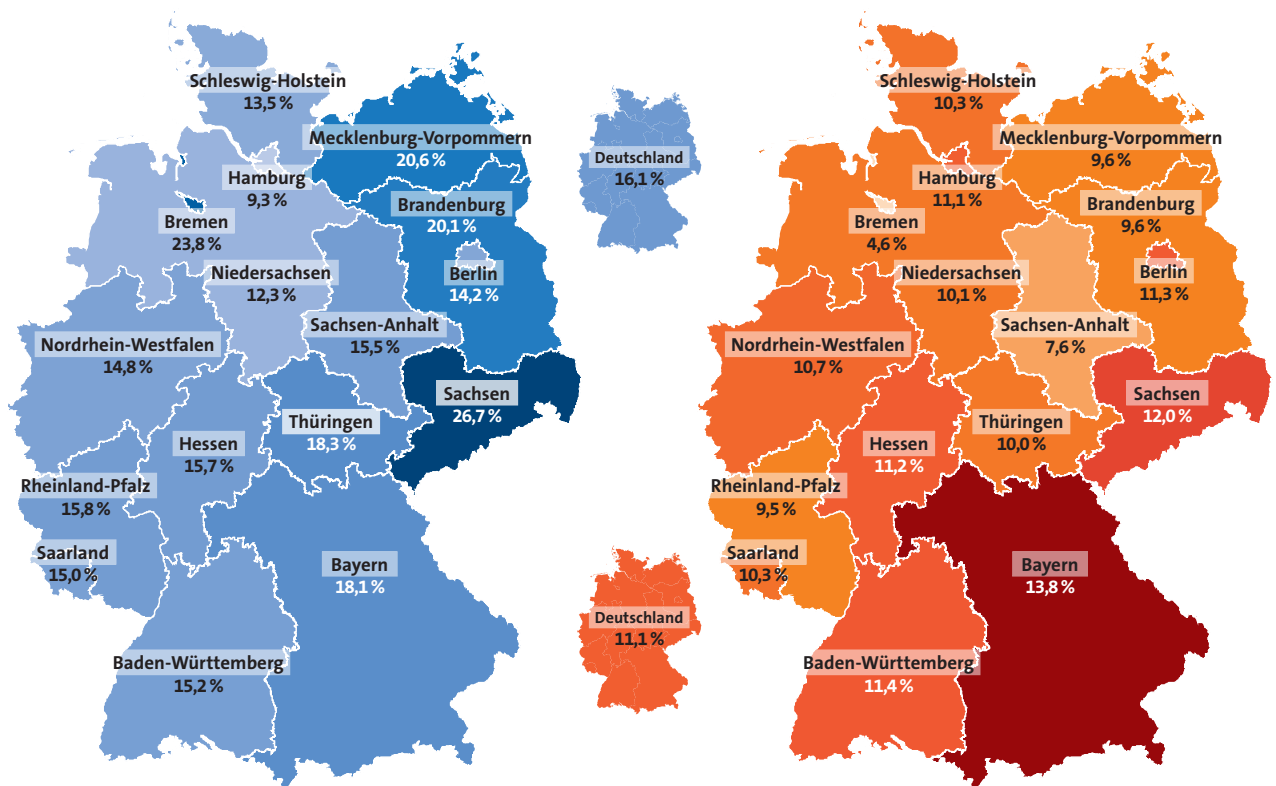 Schleswig-Holstein
13,5 %
Mecklenburg-Vorpommern
20,6 %
Hamburg
9,3 %
Brandenburg
20,1 %
Bremen
23,8 %
Niedersachsen
12,3 %
Berlin
14,2 %
Sachsen-Anhalt
15,5 %
Nordrhein-Westfalen
14,8 %
Sachsen
26,7 %
Thüringen
18,3 %
Hessen
15,7 %
Rheinland-Pfalz
15,8 %
Saarland
15,0 %
Bayern
18,1 %
Baden-Württemberg
15,2 %
Deutschland
16,1 %
Deutschland
11,1 %
Schleswig-Holstein
10,3 %
Mecklenburg-Vorpommern
9,6 %
Hamburg
11,1 %
Brandenburg
9,6 %
Bremen
4,6 %
Niedersachsen
10,1 %
Berlin
11,3 %
Sachsen-Anhalt
7,6 %
Nordrhein-Westfalen
10,7 %
Sachsen
12,0 %
Thüringen
10,0 %
Hessen
11,2 %
Rheinland-Pfalz
9,5 %
Saarland
10,3 %
Bayern
13,8 %
Baden-Württemberg
11,4 %